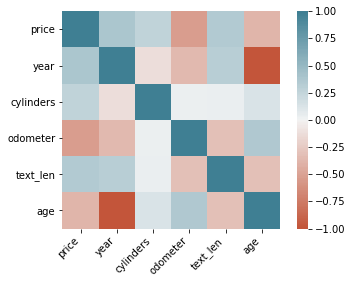 price
year
cylinders
odometer
text_len
age
price
year
cylinders
odometer
text_len
age
1.00
0.75
0.50
0.25
0.00
−0.25
−0.50
−0.75
−1.00